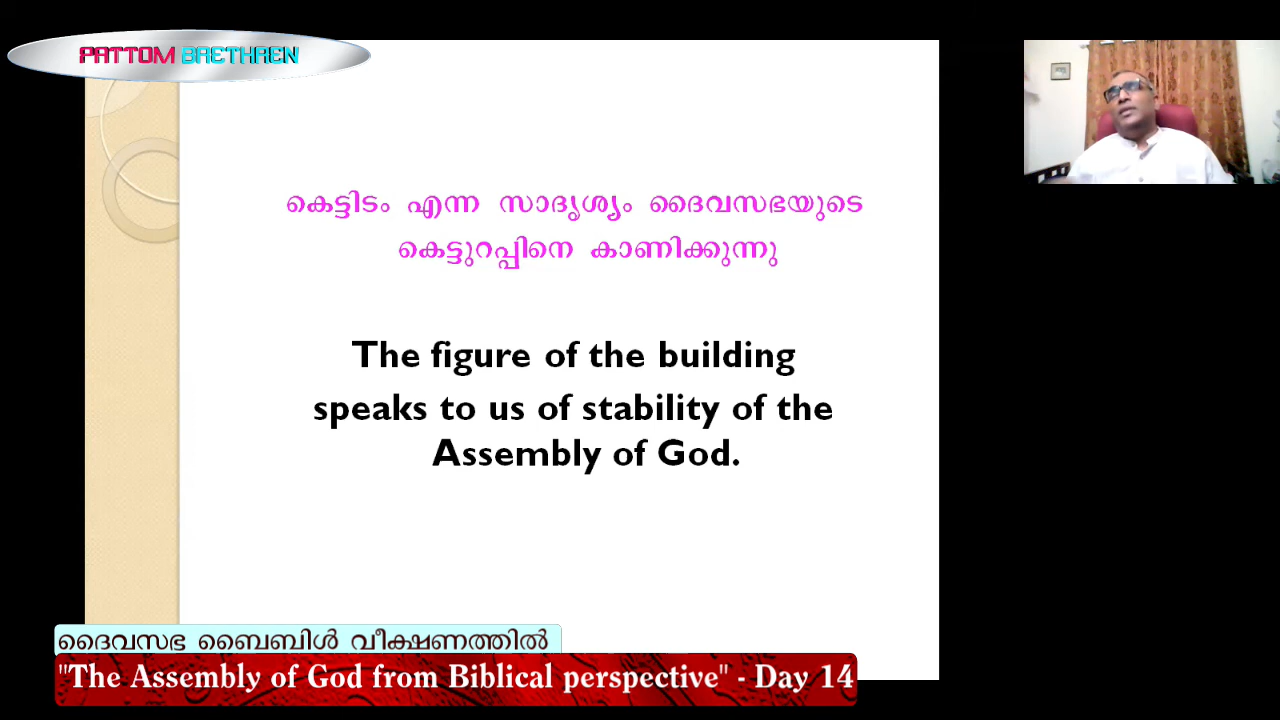 PATTOM BRETHREN
കെട്ടിടം എന്ന സാദൃശ്യം ദൈവസഭയുടെ
കെട്ടുറപ്പിനെ കാണിക്കുന്നു
The figure of the building
speaks to us of stability of the
Assembly of God.
ദൈവസഭ ബൈബിൾ വീക്ഷണത്തിൽ
"The Assembly of God from Biblical perspective" - Day 14